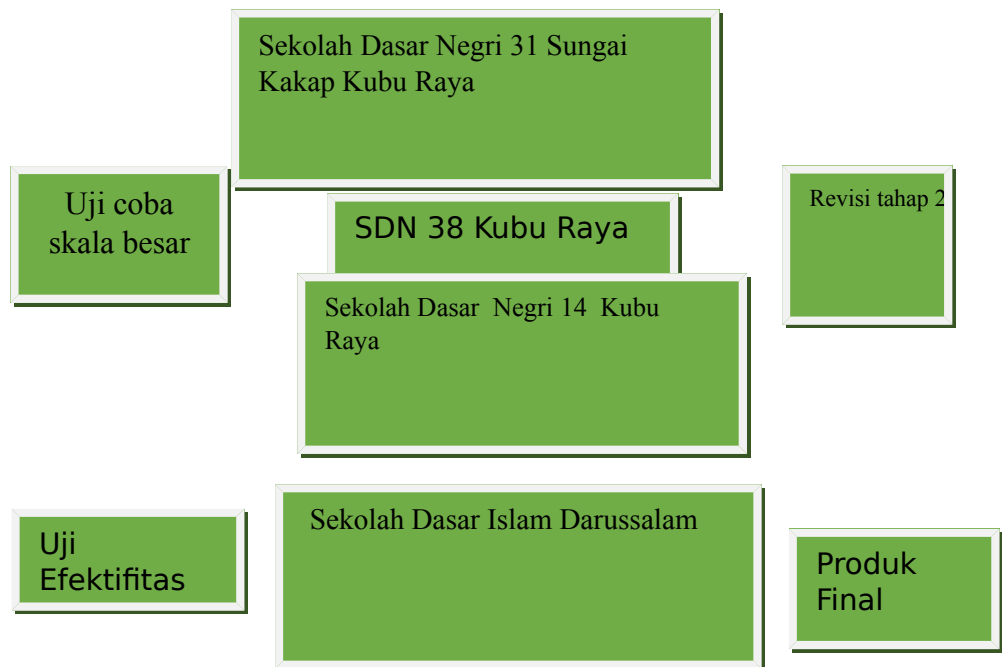 Sekolah Dasar Negri 31 Sungai
Kakap Kubu Raya
Uji coba
skala besar
SDN 38 Kubu Raya
Revisi tahap 2
Sekolah Dasar  Negri 14  Kubu
Raya
Uji
Efektifitas
Sekolah Dasar Islam Darussalam
Produk
Final